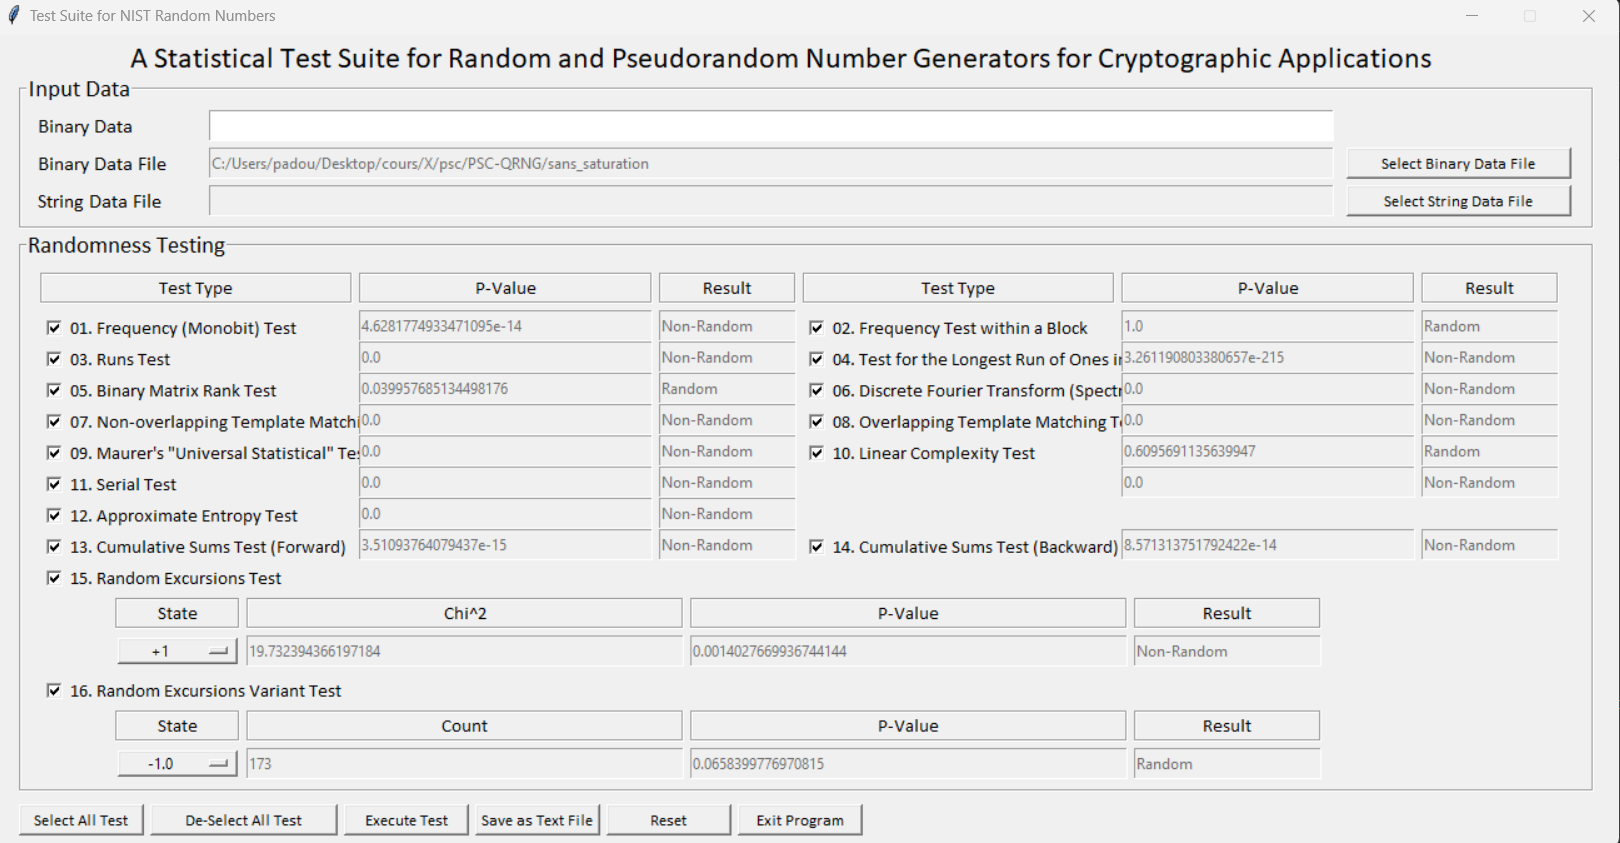 Test Suite for NIST Random Numbers
A Statistical Test Suite for Random and Pseudorandom Number Generators for Cryptographic Applications
Input Data
Binary Data
Binary Data File C:/Users/padou/Desktop/cours/X/psc/PSC-QRNG/sans_saturation Select Binary Data File
String Data File Select String Data File
Randomness Testing
Test Type P-Value Result Test Type P-Value Result
01. Frequency (Monobit) Test 4.6281774933471095e-14 Non-Random 02. Frequency Test within a Block 1.0 Random
03. Runs Test 0.0 Non-Random 04. Test for the Longest Run of Ones in 3.261190803380657e-215 Non-Random
05. Binary Matrix Rank Test 0.039957685134498176 Random 06. Discrete Fourier Transform (Spectr 0.0 Non-Random
07. Non-overlapping Template Matchi 0.0 Non-Random 08. Overlapping Template Matching Te 0.0 Non-Random
09. Maurer's "Universal Statistical" Tes 0.0 Non-Random 10. Linear Complexity Test 0.6095691135639947 Random
11. Serial Test 0.0 Non-Random 0.0 Non-Random
12. Approximate Entropy Test 0.0 Non-Random
13. Cumulative Sums Test (Forward) 3.51093764079437e-15 Non-Random 14. Cumulative Sums Test (Backward) 8.571313751792422e-14 Non-Random
15. Random Excursions Test
State Chi^2 P-Value Result
+1 19.732394366197184 0.0014027669936744144 Non-Random
16. Random Excursions Variant Test
State Count P-Value Result
-1.0 173 0.0658399776970815 Random
Select All Test De-Select All Test Execute Test Save as Text File Reset Exit Program